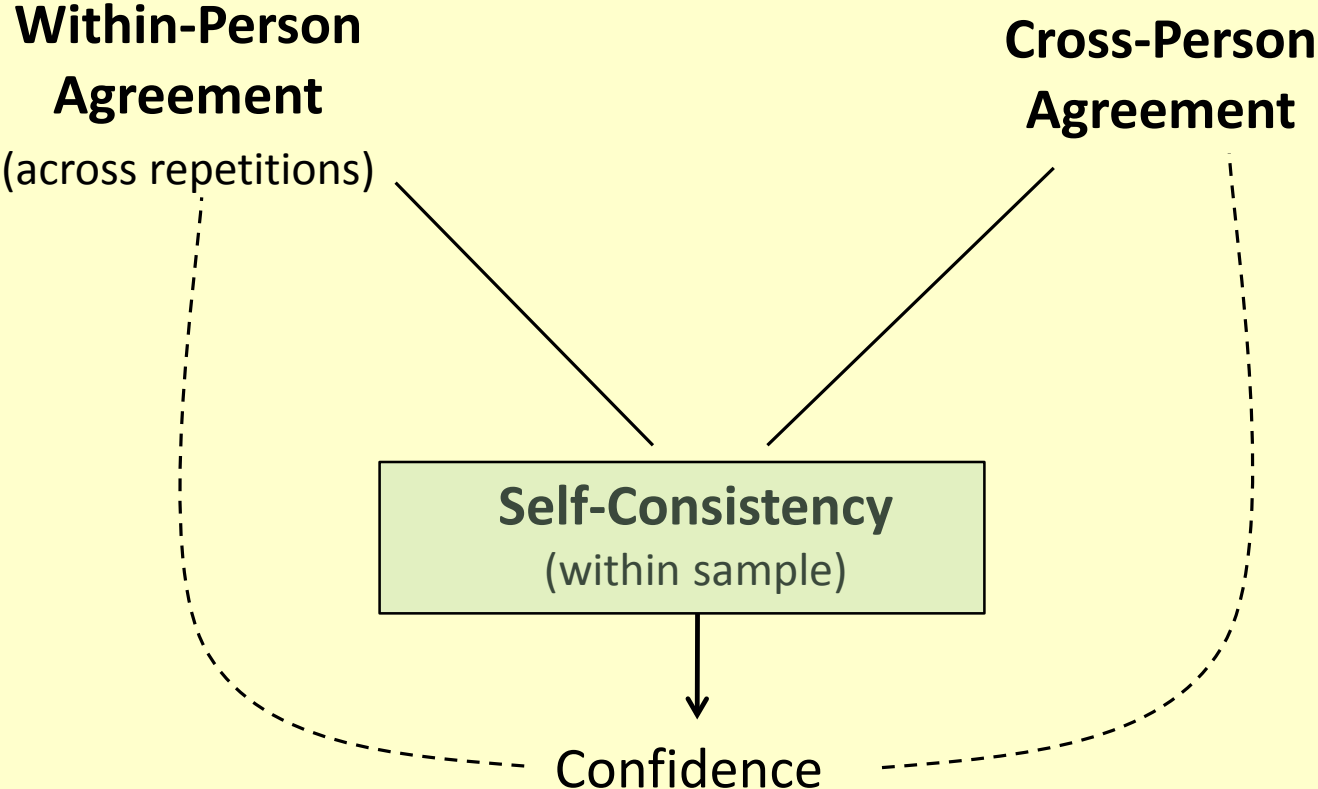 Within-Person
Agreement
(across repetitions)
Cross-Person
Agreement
Self-Consistency
(within sample)
Confidence